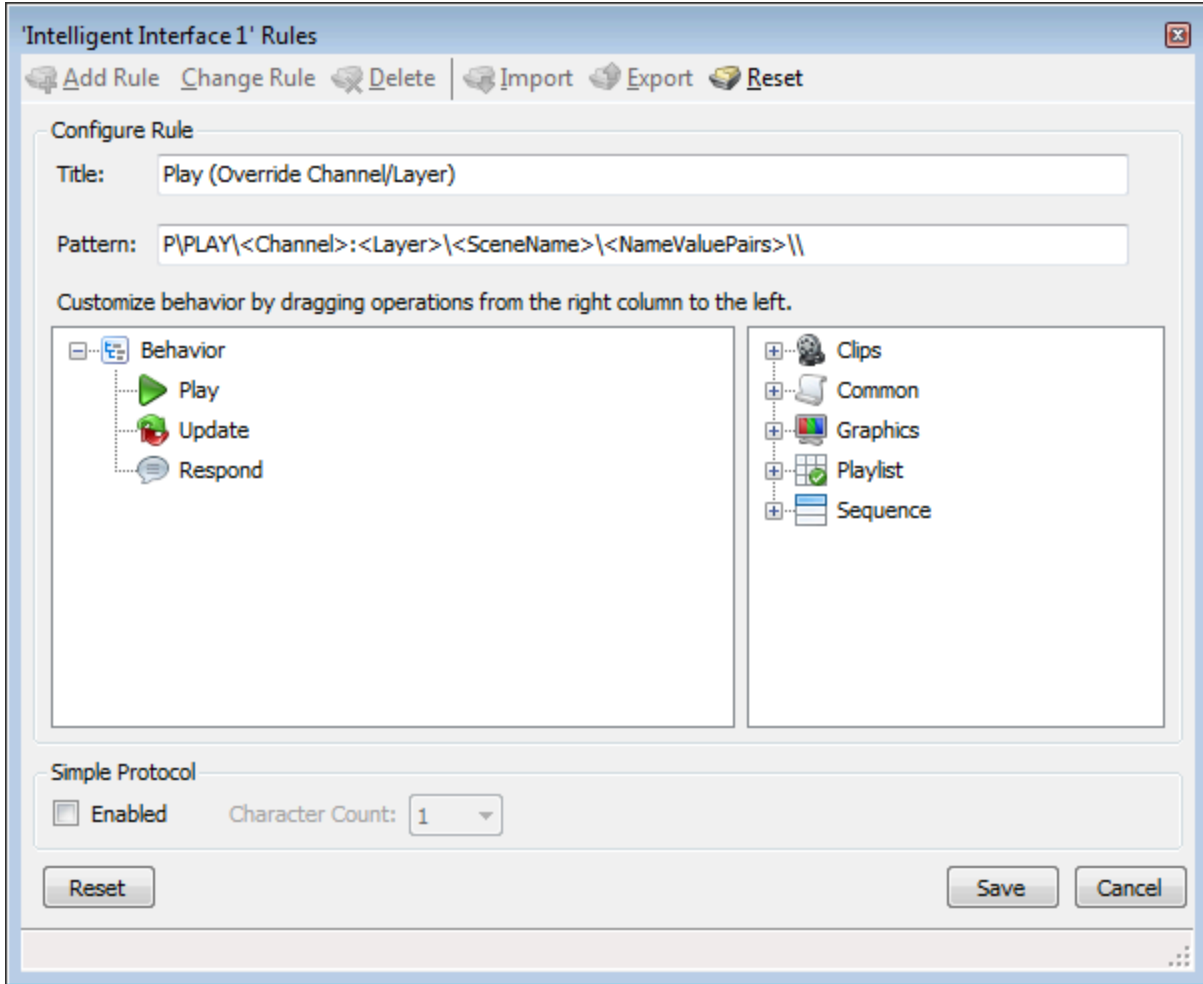 'Intelligent Interface 1' Rules
Add Rule Change Rule Delete Import Export Reset
Configure Rule
Title: Play (Override Channel/Layer)
Pattern: P\PLAY\<Channel>:<Layer>\<SceneName>\<NameValuePairs>\\
Customize behavior by dragging operations from the right column to the left.
Behavior
Play
Update
Respond
Clips
Common
Graphics
Playlist
Sequence
Simple Protocol
Enabled Character Count: 1
Reset Save Cancel